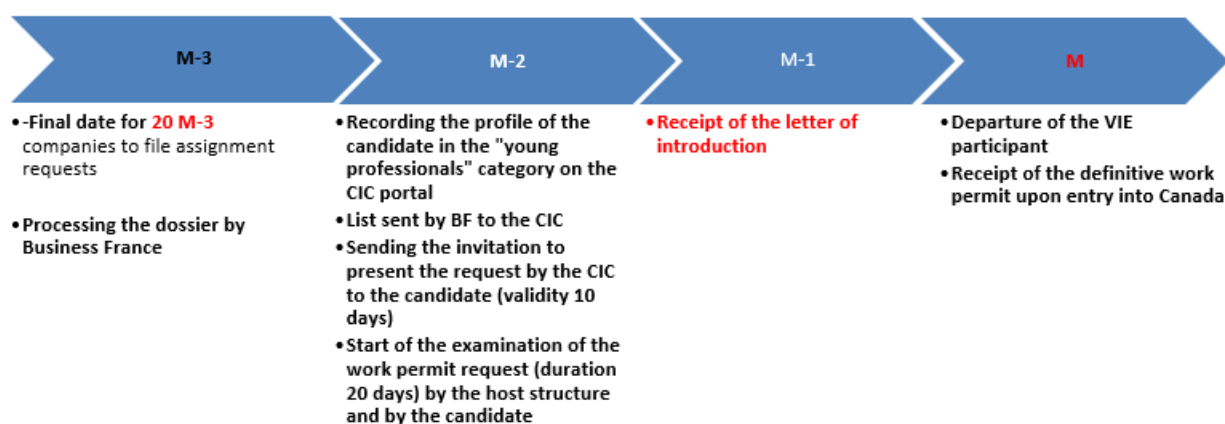 M-3
M-2
M-1
M
•-Final date for 20 M-3
companies to file assignment
requests
•Processing the dossier by
Business France
•Recording the profile of the
candidate in the "young
professionals" category on the
CIC portal
•List sent by BF to the CIC
•Sending the invitation to
present the request by the CIC
to the candidate (validity 10
days)
•Start of the examination of the
work permit request (duration
20 days) by the host structure
and by the candidate
•Receipt of the letter of
introduction
•Departure of the VIE
participant
•Receipt of the definitive work
permit upon entry into Canada